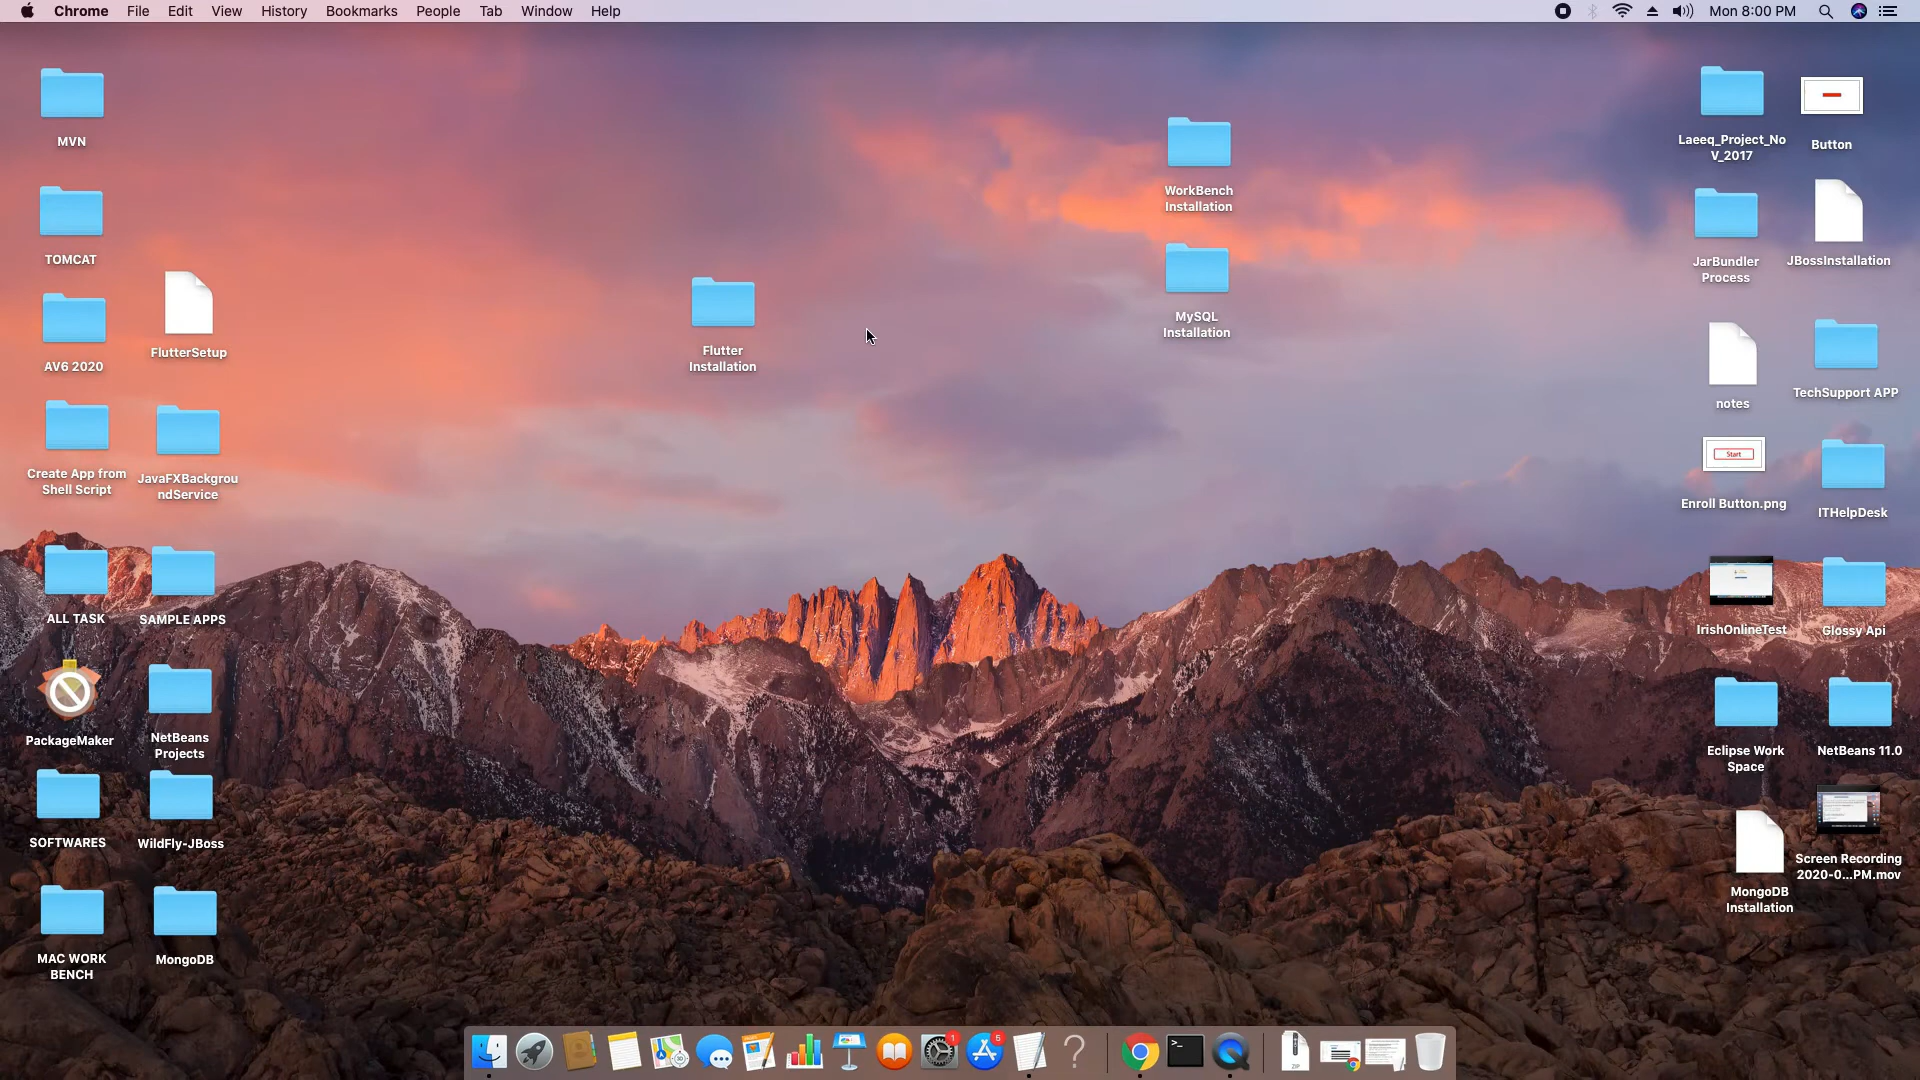 Chrome File Edit View History Bookmarks People Tab Window Help
Mon 8:00 PM
MVN
TOMCAT
FlutterSetup
AV6 2020
Create App from
Shell Script
JavaFXBackgrou
ndService
ALL TASK
SAMPLE APPS
PackageMaker
NetBeans
Projects
SOFTWARES
WildFly-JBoss
MAC WORK
BENCH
MongoDB
Flutter
Installation
WorkBench
Installation
MySQL
Installation
Laeeq_Project_No
V_2017
Button
JarBundler
Process
JBossInstallation
notes
TechSupport APP
Start
Enroll Button.png
ITHelpDesk
IrishOnlineTest
Glossy Api
Eclipse Work
Space
NetBeans 11.0
MongoDB
Installation
Screen Recording
2020-0...PM.mov
1
ZIP